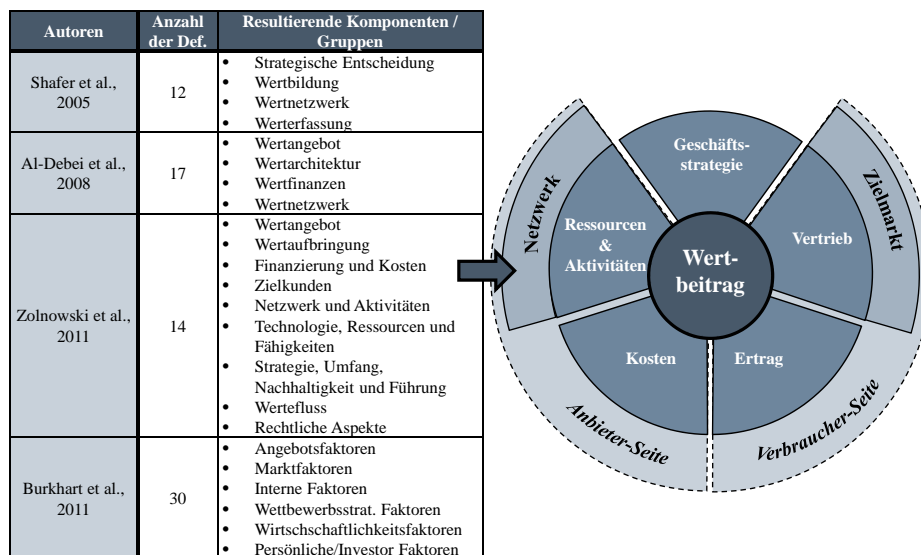 Autoren
Anzahl
der Def.
Resultierende Komponenten /
Gruppen
Shafer et al.,
2005
12
• Strategische Entscheidung
• Wertbildung
• Wertnetzwerk
• Werterfassung
Al-Debei et al.,
2008
17
• Wertangebot
• Wertarchitektur
• Wertfinanzen
• Wertnetzwerk
Zolnowski et al.,
2011
14
• Wertangebot
• Wertaufbringung
• Finanzierung und Kosten
• Zielkunden
• Netzwerk und Aktivitäten
• Technologie, Ressourcen und
Fähigkeiten
• Strategie, Umfang,
Nachhaltigkeit und Führung
• Wertefluss
• Rechtliche Aspekte
Burkhart et al.,
2011
30
• Angebotsfaktoren
• Marktfaktoren
• Interne Faktoren
• Wettbewerbsstrat. Faktoren
• Wirtschschaftlichkeitsfaktoren
• Persönliche/Investor Faktoren
Geschäfts-
strategie
Netzwerk
Ressourcen
&
Aktivitäten
Wert-
beitrag
Vertrieb
Zielmarkt
Kosten
Ertrag
Anbieter-Seite
Verbraucher-Seite